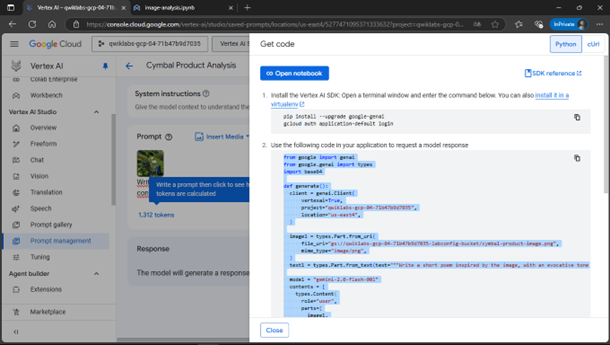 Vertex AI – qwiklabs-gcp-04-71b
image-analysis.ipynb
https://console.cloud.google.com/vertex-ai/studio/saved-prompts/locations/us-east4/5277471095371333632?project=qwiklabs-gcp-0...
InPrivate
Google Cloud
qwiklabs-gcp-04-71b47b9d7035
Vertex AI S
Vertex AI
Colab Enterprise
Workbench
Vertex AI Studio
Overview
Freeform
Chat
Vision
Translation
Speech
Prompt gallery
Prompt management
Tuning
Agent builder
Extensions
Marketplace
Cymbal Product Analysis
System instructions
Give the model context to understand the
Prompt
Insert Media
Write a prompt then click to see h
tokens are calculated
1,312 tokens
Response
The model will generate a response
Get code
Python
cUrl
Open notebook
SDK reference
1. Install the Vertex AI SDK: Open a terminal window and enter the command below. You can also install it in a
virtualenv
pip install --upgrade google-genai
gcloud auth application-default login
2. Use the following code in your application to request a model response
from google import genai
from google.genai import types
import base64
def generate():
client = genai.Client(
vertexai=True,
project="qwiklabs-gcp-04-71b47b9d7035",
location="us-east4",
)
image1 = types.Part.from_uri(
file_uri="gs://qwiklabs-gcp-04-71b47b9d7035-labconfig-bucket/cymbal-product-image.png",
mime_type="image/png",
)
text1 = types.Part.from_text(text="""Write a short poem inspired by the image, with an evocative tone
model = "gemini-2.0-flash-001"
contents = [
types.Content(
role="user",
parts=[
image1,
Close